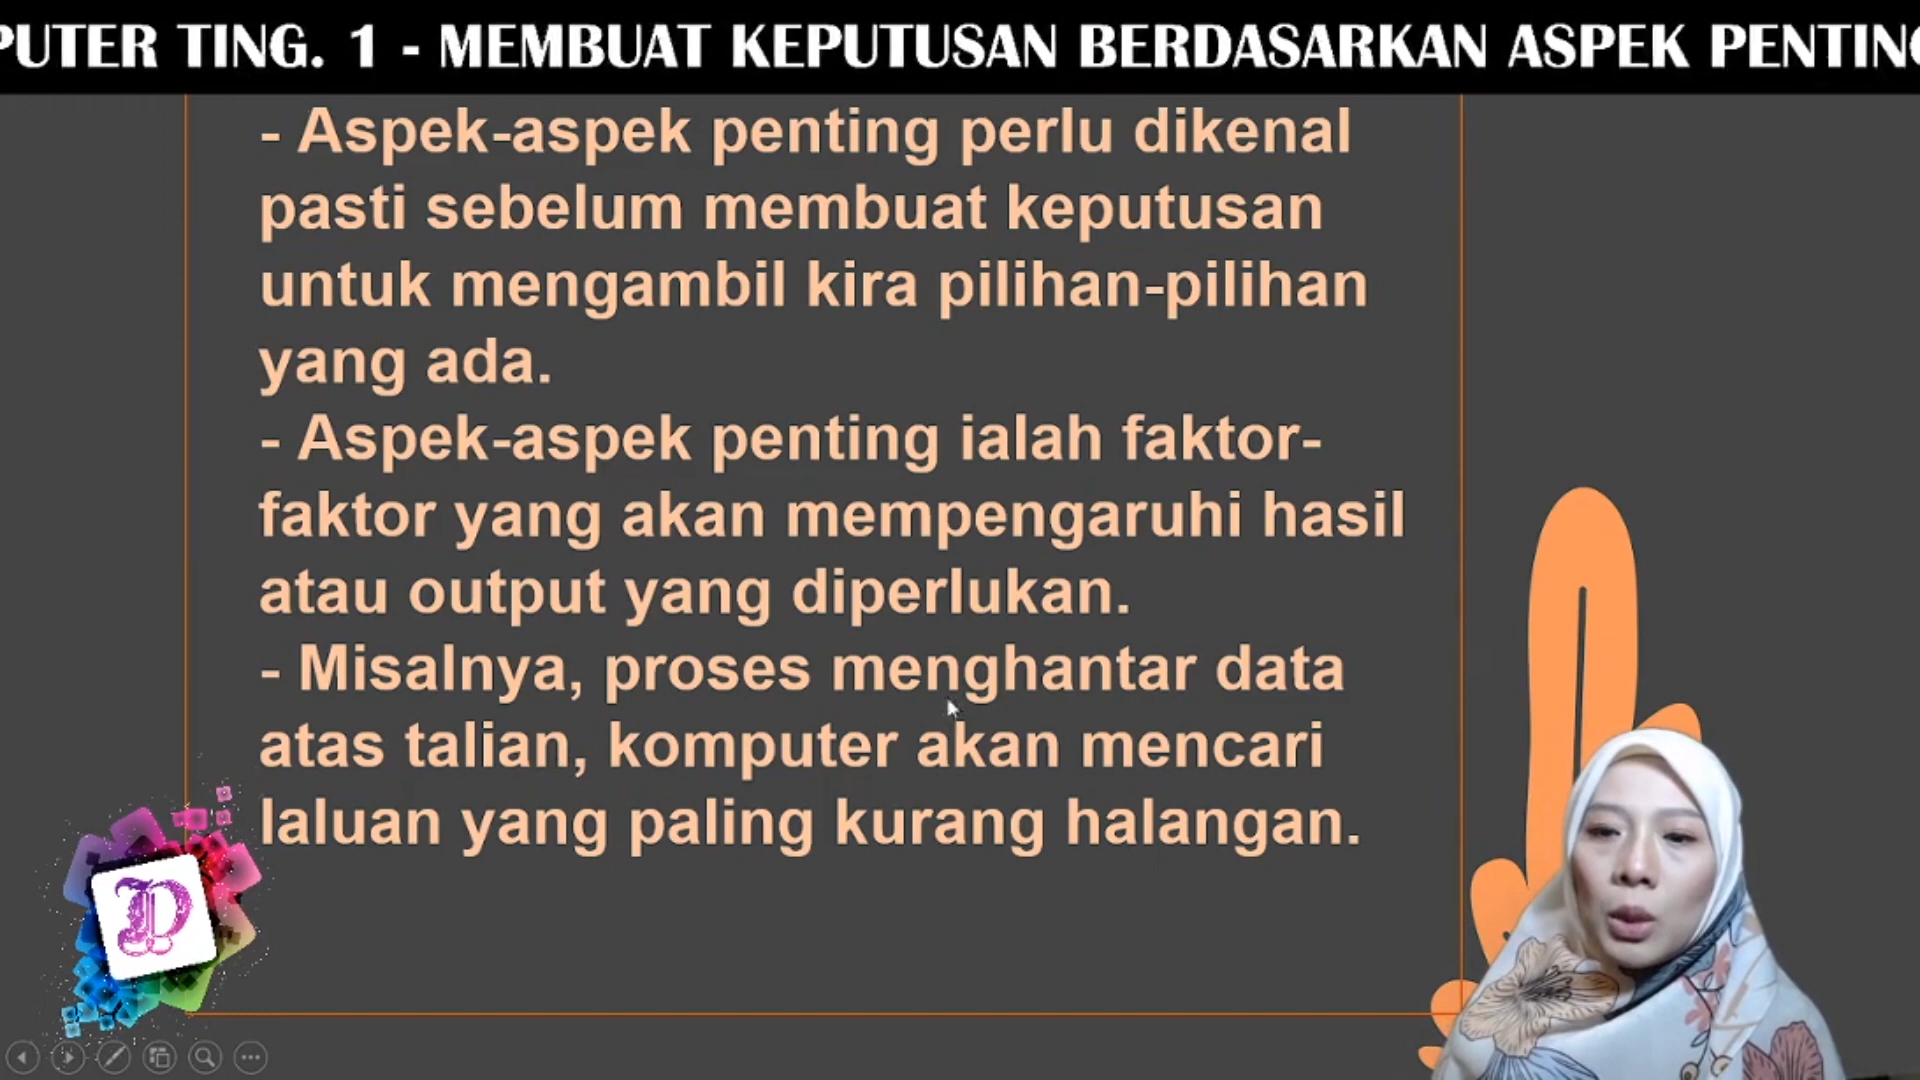 PUTER TING. 1 - MEMBUAT KEPUTUSAN BERDASARKAN ASPEK PENTING
- Aspek-aspek penting perlu dikenal
pasti sebelum membuat keputusan
untuk mengambil kira pilihan-pilihan
yang ada.
- Aspek-aspek penting ialah faktor-
faktor yang akan mempengaruhi hasil
atau output yang diperlukan.
- Misalnya, proses menghantar data
atas talian, komputer akan mencari
laluan yang paling kurang halangan.